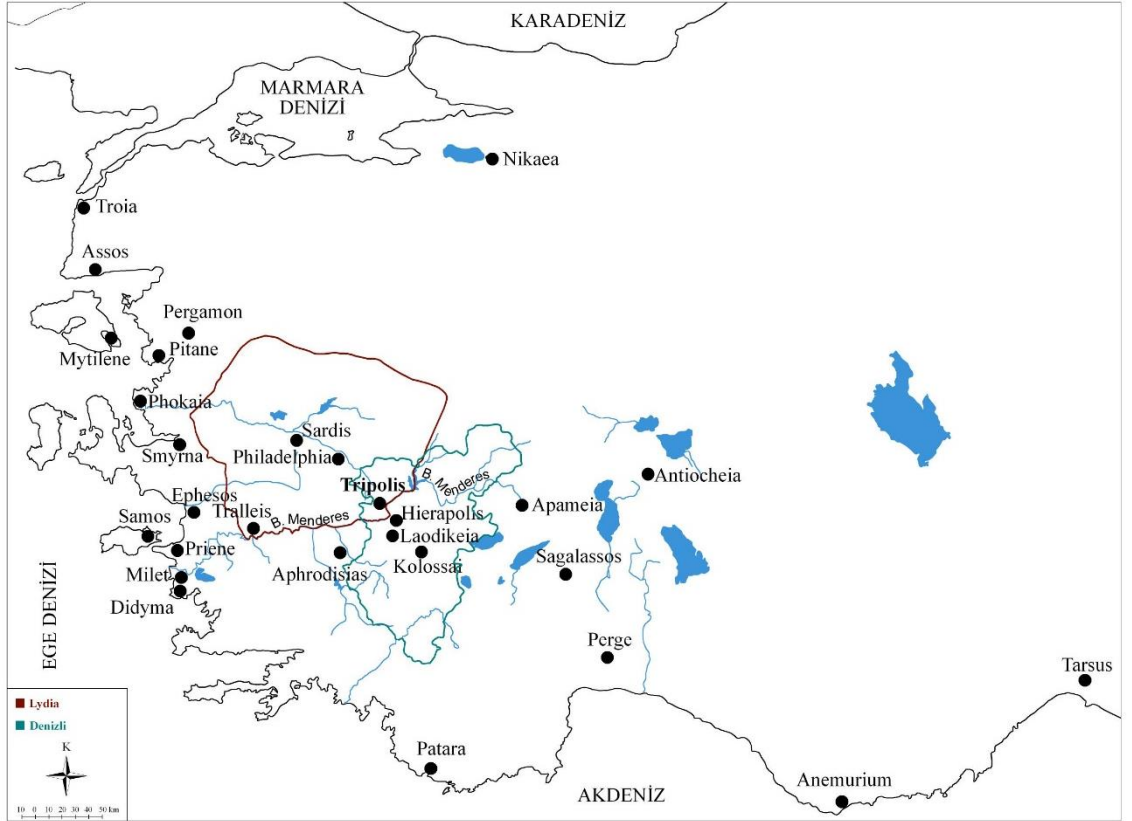 KARADENİZ
MARMARA
DENİZİ
Nikaea
Troia
Assos
Pergamon
Mytilene
Pitane
Phokaia
Sardis
Smyrna
Philadelphia
B. Menderes
Antiocheia
Tripolis
Ephesos
Apameia
Tralleis
B. Menderes
Hierapolis
Samos
Laodikeia
Priene
Kolossai
Aphrodisias
Sagalassos
Milet
Didyma
EGE DENİZİ
Perge
Tarsus
Lydia
Denizli
K
Patara
Anemurium
AKDENİZ
10 0 10 20 30 40 50 km